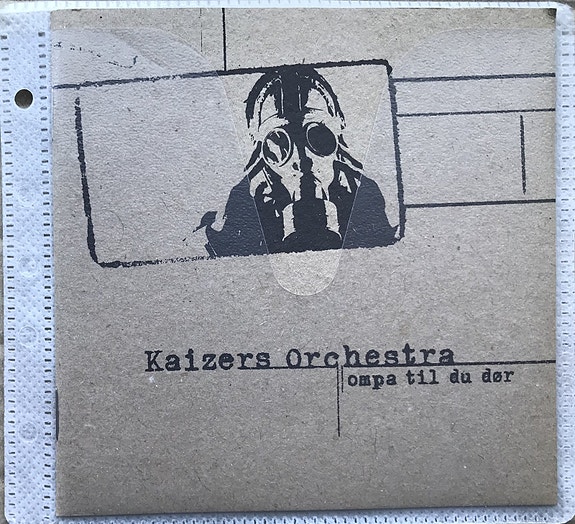 Kaizers Orchestra
ompa til du dør